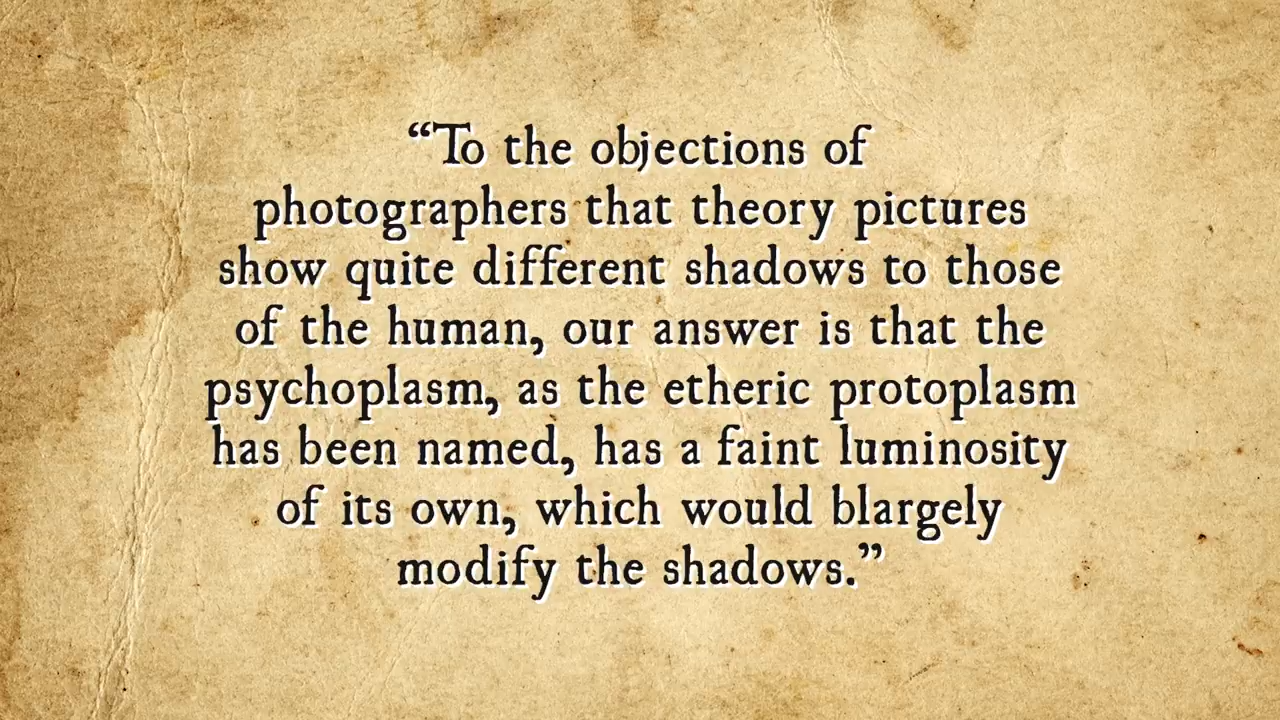 “To the objections of
photographers that theory pictures
show quite different shadows to those
of the human, our answer is that the
psychoplasm, as the etheric protoplasm
has been named, has a faint luminosity
of its own, which would blargely
modify the shadows.”